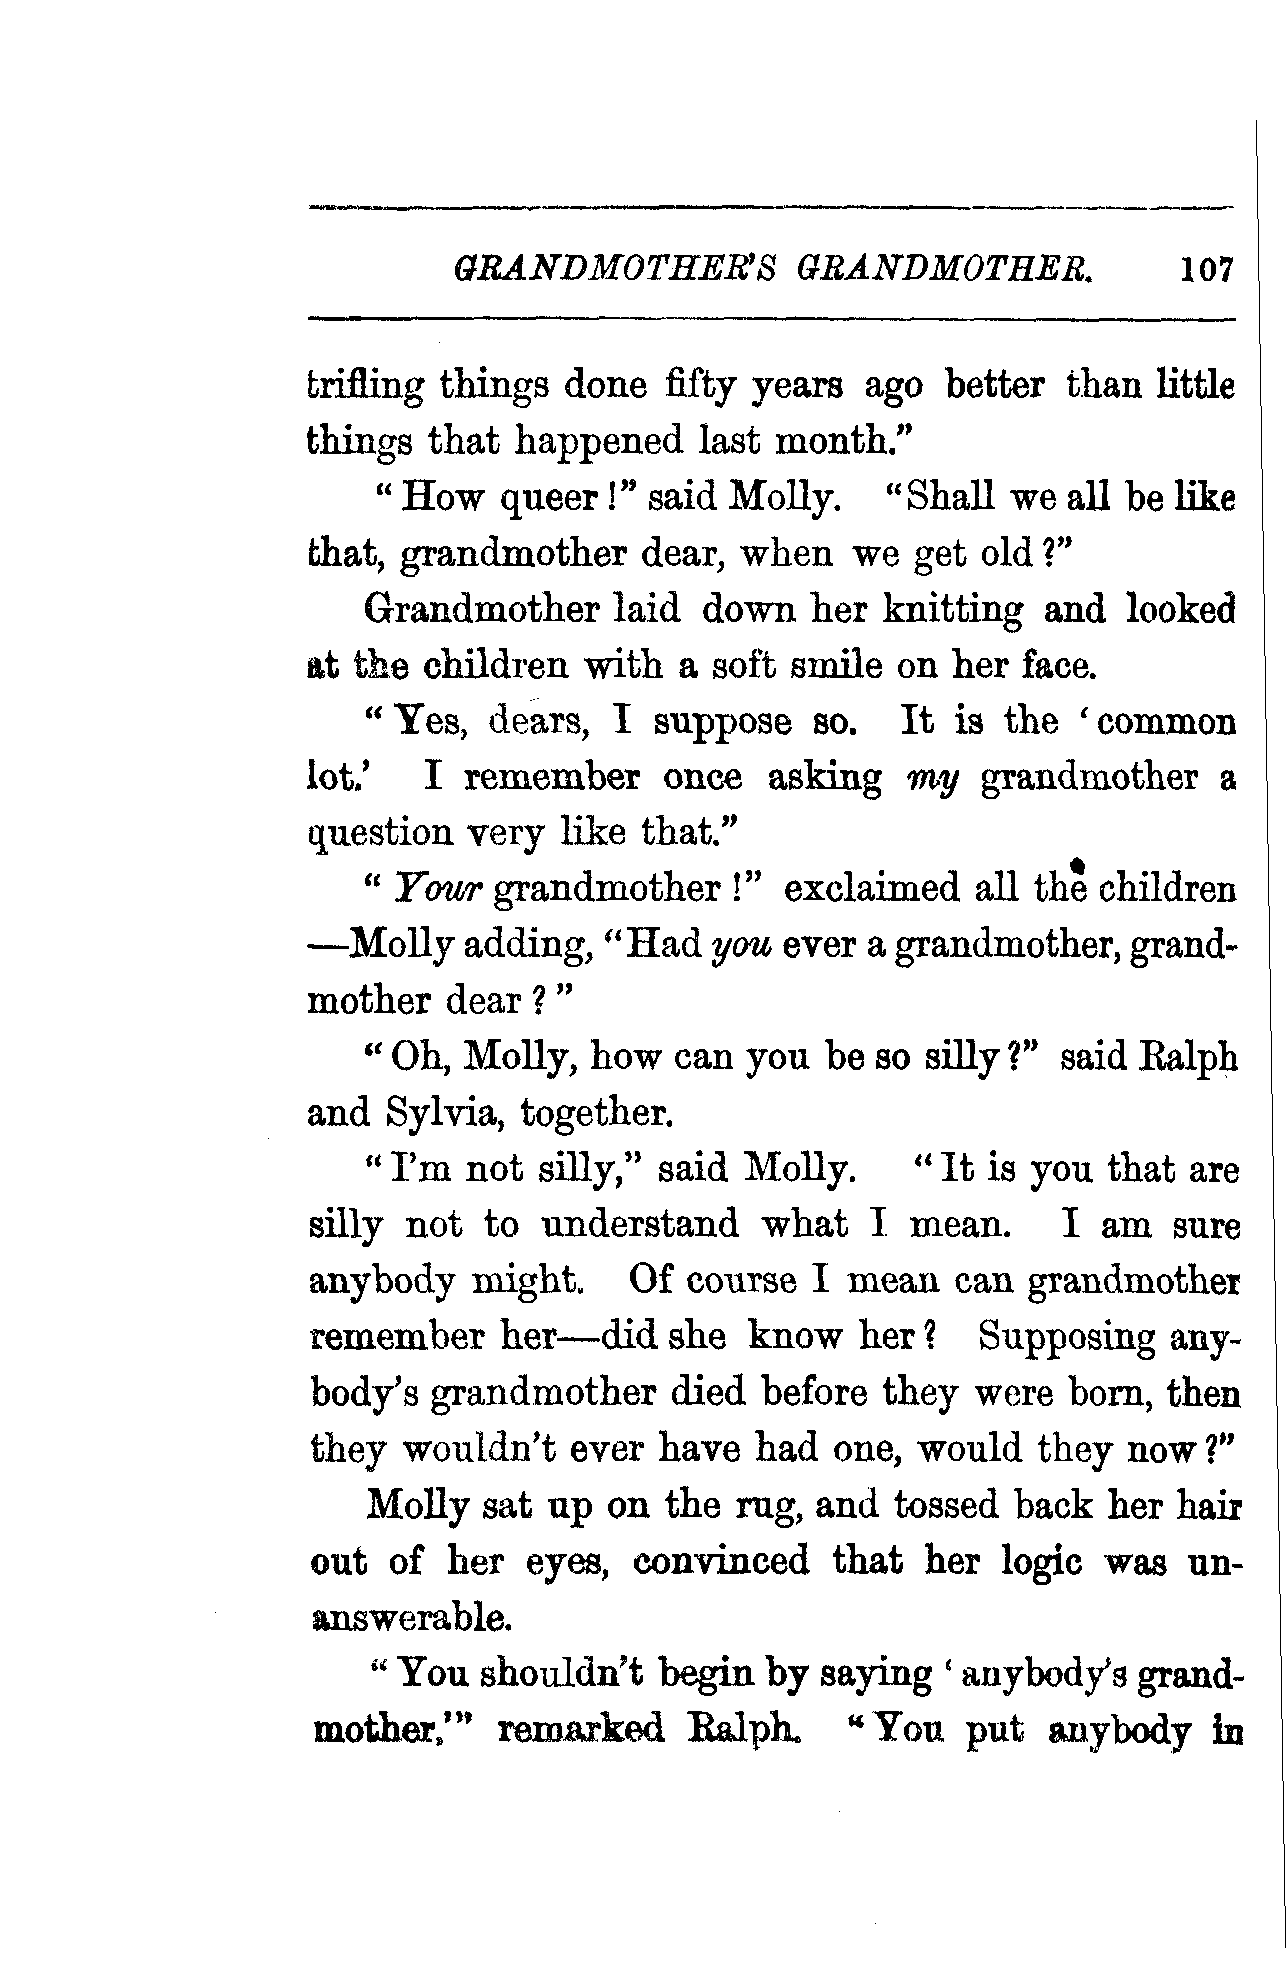 GRANDMOTHER'S GRANDMOTHER. 107
trifling things done fifty years ago better than little
things that happened last month."
"How queer!" said Molly. "Shall we all be like
that, grandmother dear, when we get old?"
Grandmother laid down her knitting and looked
at the children with a soft smile on her face.
"Yes, dears, I suppose so. It is the 'common
lot.' I remember once asking my grandmother a
question very like that."
"Your grandmother!" exclaimed all the children
—Molly adding, "Had you ever a grandmother, grand-
mother dear?"
"Oh, Molly, how can you be so silly?" said Ralph
and Sylvia, together.
"I'm not silly," said Molly. "It is you that are
silly not to understand what I mean. I am sure
anybody might. Of course I mean can grandmother
remember her—did she know her? Supposing any-
body's grandmother died before they were born, then
they wouldn't ever have had one, would they now?"
Molly sat up on the rug, and tossed back her hair
out of her eyes, convinced that her logic was un-
answerable.
"You shouldn't begin by saying 'anybody's grand-
mother,'" remarked Ralph. "You put anybody in